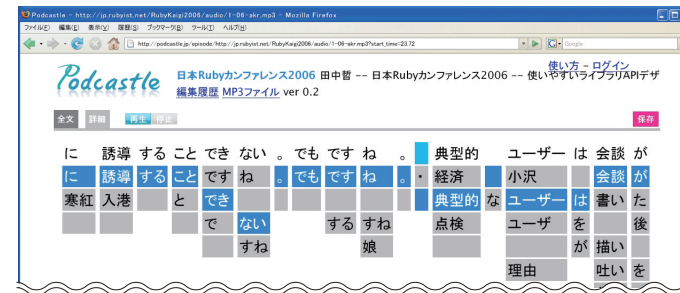 Podcastle - http://jp.rubyist.net/RubyKaigi2006/audio/1-06-akr.mp3 - Mozilla Firefox
ファイル(F) 編集(E) 表示(V) 履歴(S) ブックマーク(B) ツール(T) ヘルプ(H)
http://podcastle.jp/episode/http://jp.rubyist.net/RubyKaigi2006/audio/1-06-akr.mp3?start_time=23.72 Google
使い方 - ログイン
Podcastle 日本Rubyカンファレンス2006 田中哲 -- 日本Rubyカンファレンス2006 -- 使いやすいライブラリAPIデザ
編集履歴 MP3ファイル ver 0.2
全文 詳細 再生 停止 保存
に 誘導 する こと でき ない 。 でも です ね 。 典型的 ユーザー は 会談 が
に 誘導 する こと です ね 。 でも です ね 。 ・ 経済 小沢 会談 が
寒紅 入港 と でき 典型的 な ユーザー は 書い た
で ない する すね 点検 ユーザ を 後
すね 娘 が 描い
理由 吐い を